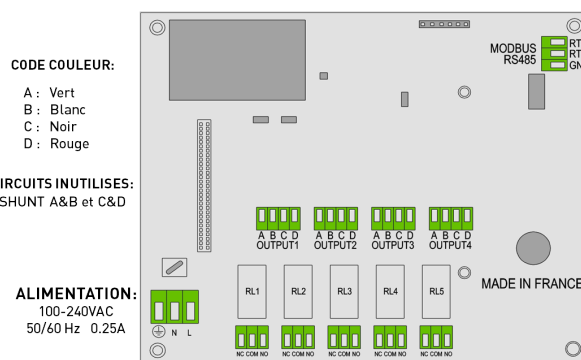 CODE COULEUR:
A : Vert
B : Blanc
C : Noir
D : Rouge
IRCUITS INUTILISES:
SHUNT A&B et C&D
ALIMENTATION:
100-240VAC
50/60 Hz 0.25A
MODBUS
RS485
RT
RT
GN
A B C D
OUTPUT1
A B C D
OUTPUT2
A B C D
OUTPUT3
A B C D
OUTPUT4
MADE IN FRANCE
RL1
RL2
RL3
RL4
RL5
N L
NC COM NO
NC COM NO
NC COM NO
NC COM NO
NC COM NO